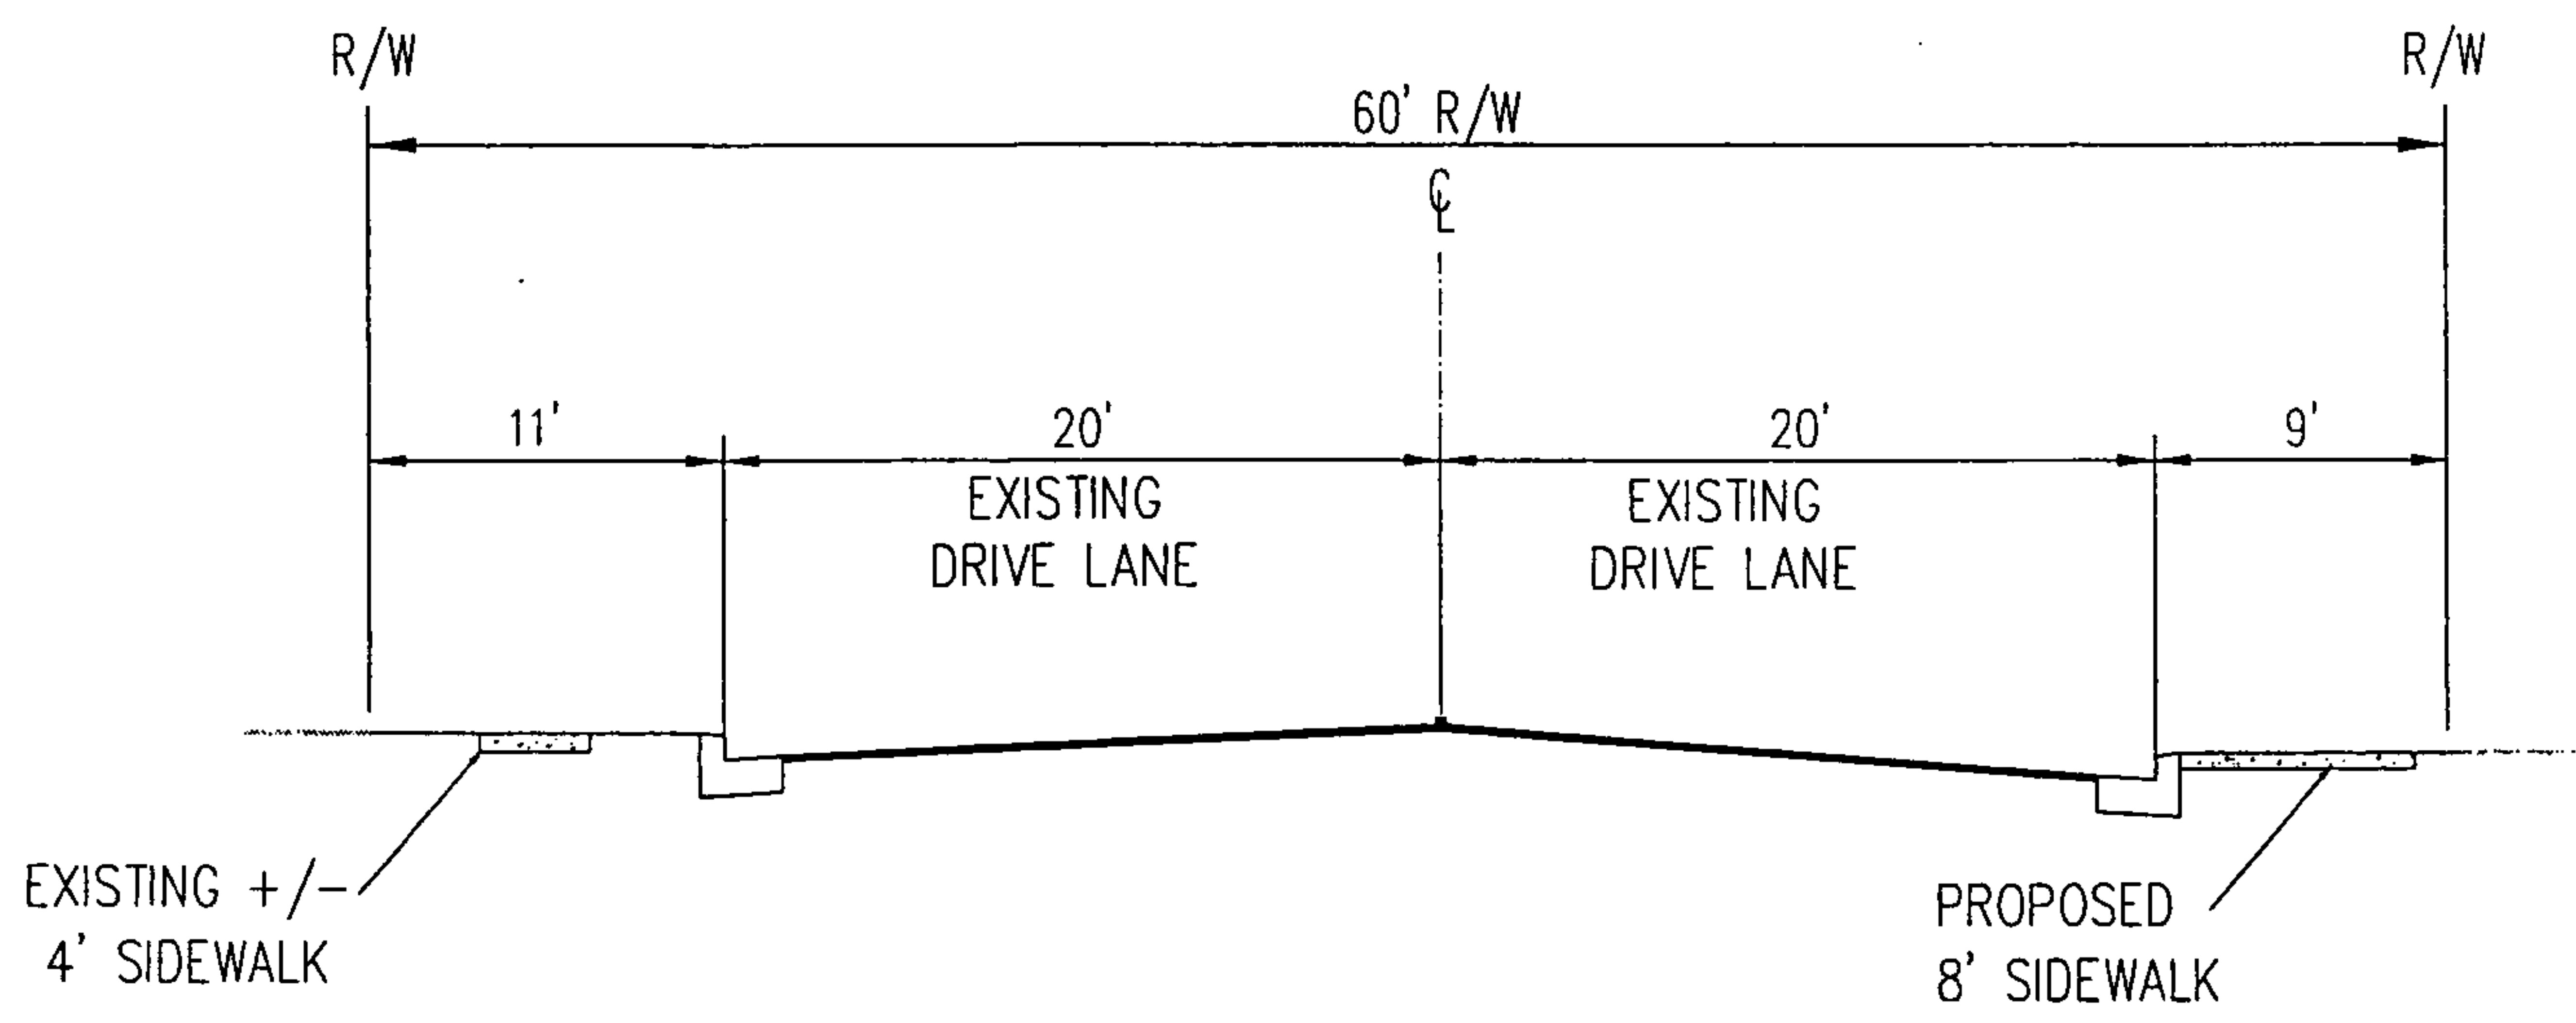 R/W
R/W
60' R/W
℄
11'
20'
20'
9'
EXISTING
DRIVE LANE
EXISTING
DRIVE LANE
EXISTING +/-
4' SIDEWALK
PROPOSED
8' SIDEWALK